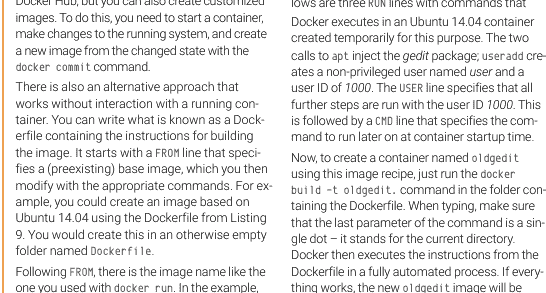 Docker Hub, but you can also create customized
images. To do this, you need to start a container,
make changes to the running system, and create
a new image from the changed state with the
docker commit command.
There is also an alternative approach that
works without interaction with a running con-
tainer. You can write what is known as a Dock-
erfile containing the instructions for building
the image. It starts with a FROM line that speci-
fies a (preexisting) base image, which you then
modify with the appropriate commands. For ex-
ample, you could create an image based on
Ubuntu 14.04 using the Dockerfile from Listing
9. You would create this in an otherwise empty
folder named Dockerfile.
Following FROM, there is the image name like the
one you used with docker run. In the example,
lows are three RUN lines with commands that
Docker executes in an Ubuntu 14.04 container
created temporarily for this purpose. The two
calls to apt inject the gedit package; useradd cre-
ates a non-privileged user named user and a
user ID of 1000. The USER line specifies that all
further steps are run with the user ID 1000. This
is followed by a CMD line that specifies the com-
mand to run later on at container startup time.
Now, to create a container named oldgedit
using this image recipe, just run the docker
build -t oldgedit. command in the folder con-
taining the Dockerfile. When typing, make sure
that the last parameter of the command is a sin-
gle dot – it stands for the current directory.
Docker then executes the instructions from the
Dockerfile in a fully automated process. If every-
thing works, the new oldgedit image will be